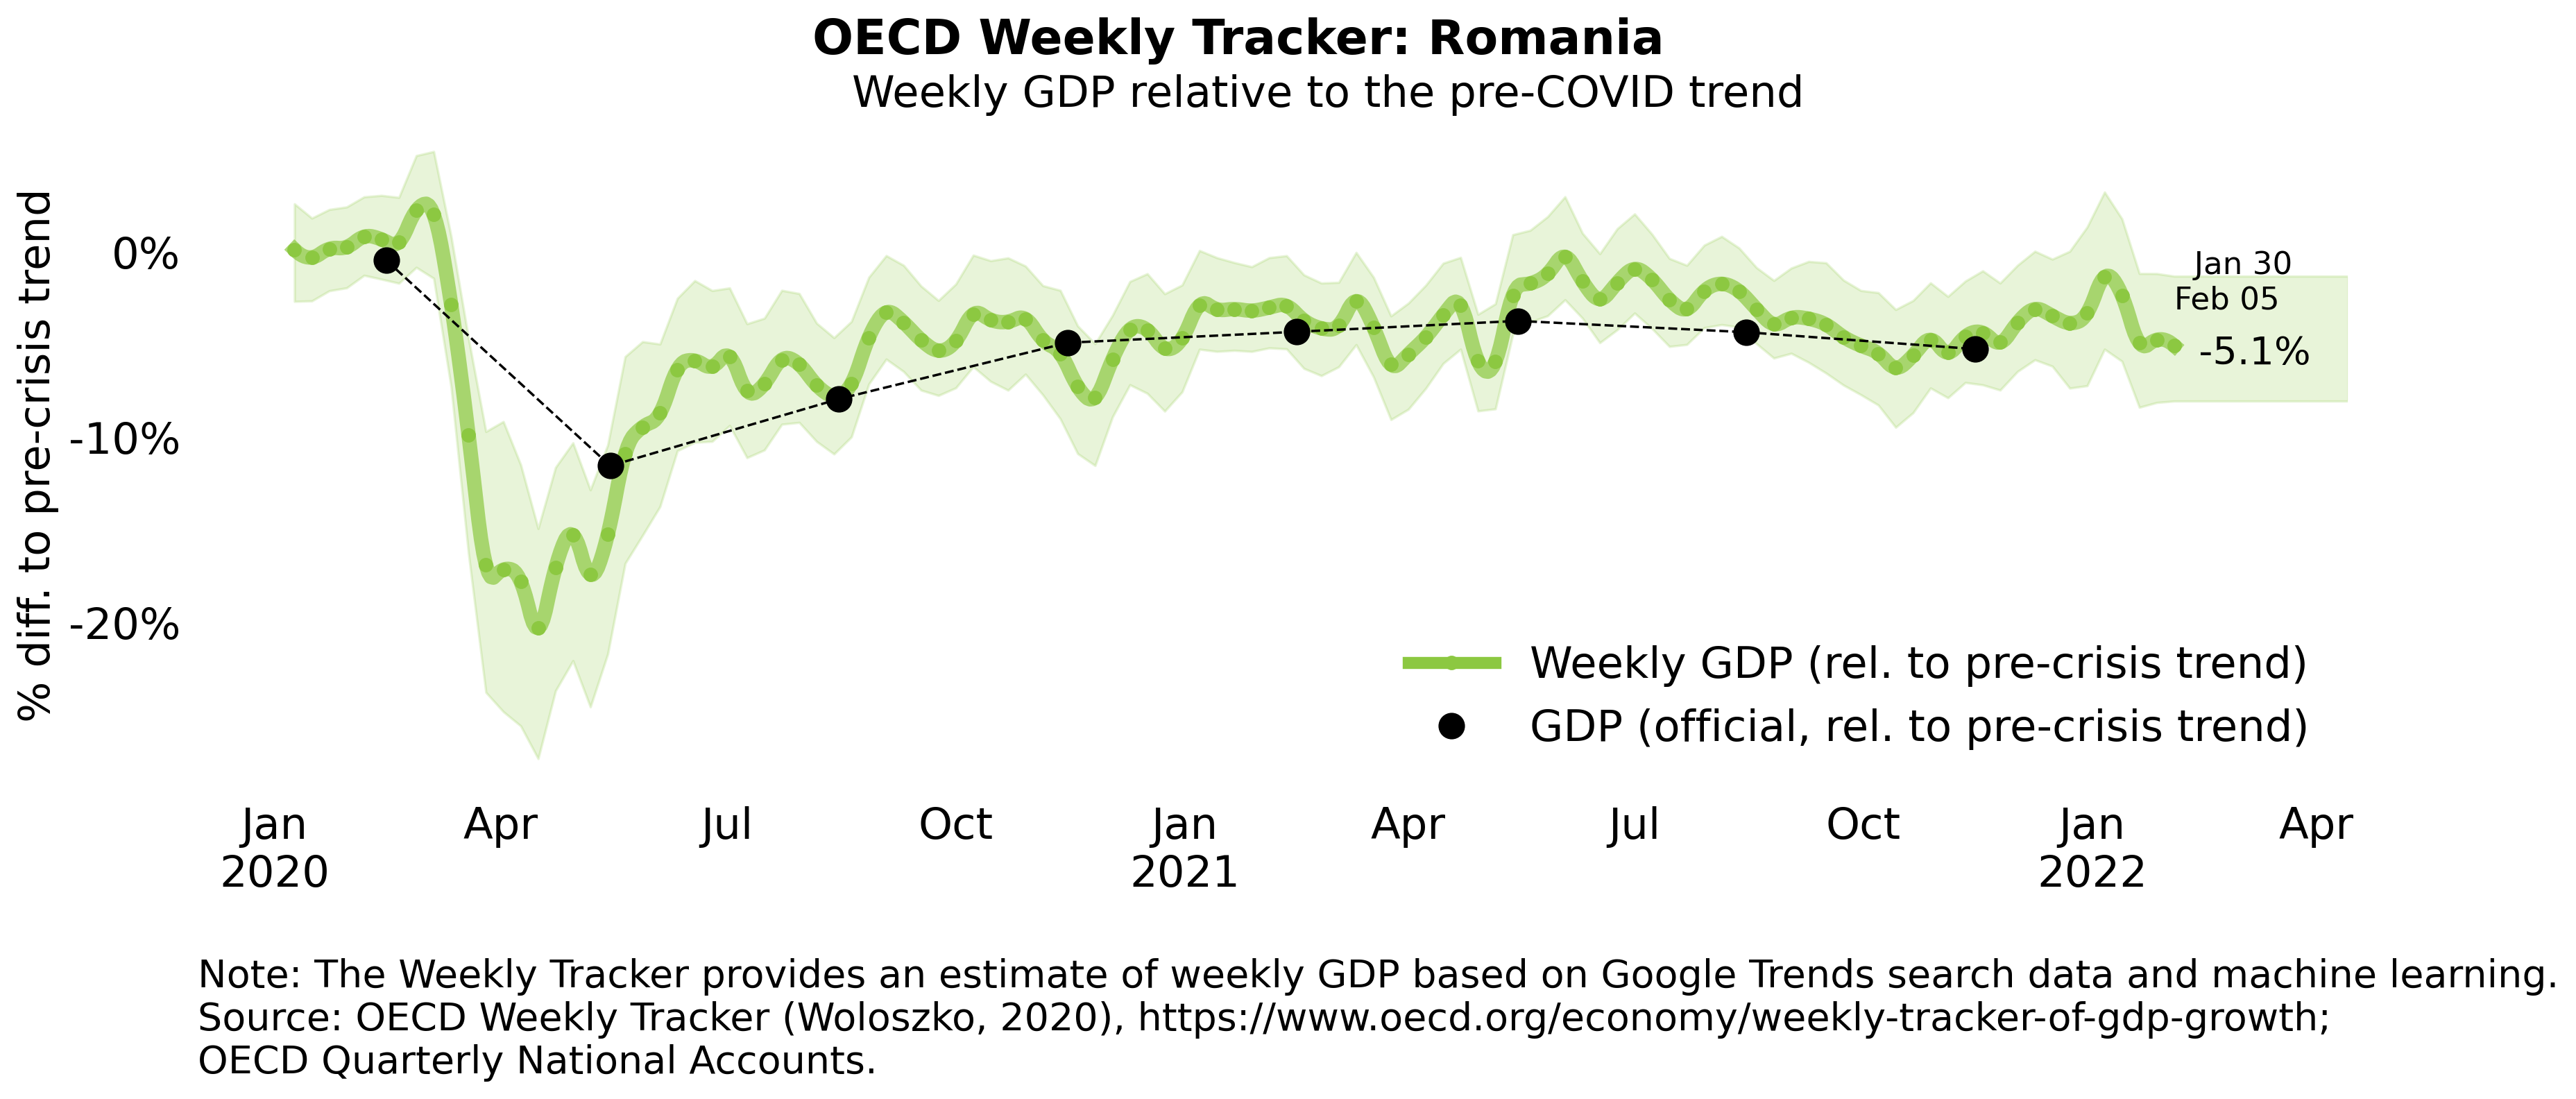 OECD Weekly Tracker: Romania
Weekly GDP relative to the pre-COVID trend
% diff. to pre-crisis trend
0%
-10%
-20%
Jan 30
Feb 05
-5.1%
Weekly GDP (rel. to pre-crisis trend)
GDP (official, rel. to pre-crisis trend)
Jan Apr Jul Oct Jan Apr Jul Oct Jan Apr
2020 2021 2022
Note: The Weekly Tracker provides an estimate of weekly GDP based on Google Trends search data and machine learning.
Source: OECD Weekly Tracker (Woloszko, 2020), https://www.oecd.org/economy/weekly-tracker-of-gdp-growth;
OECD Quarterly National Accounts.